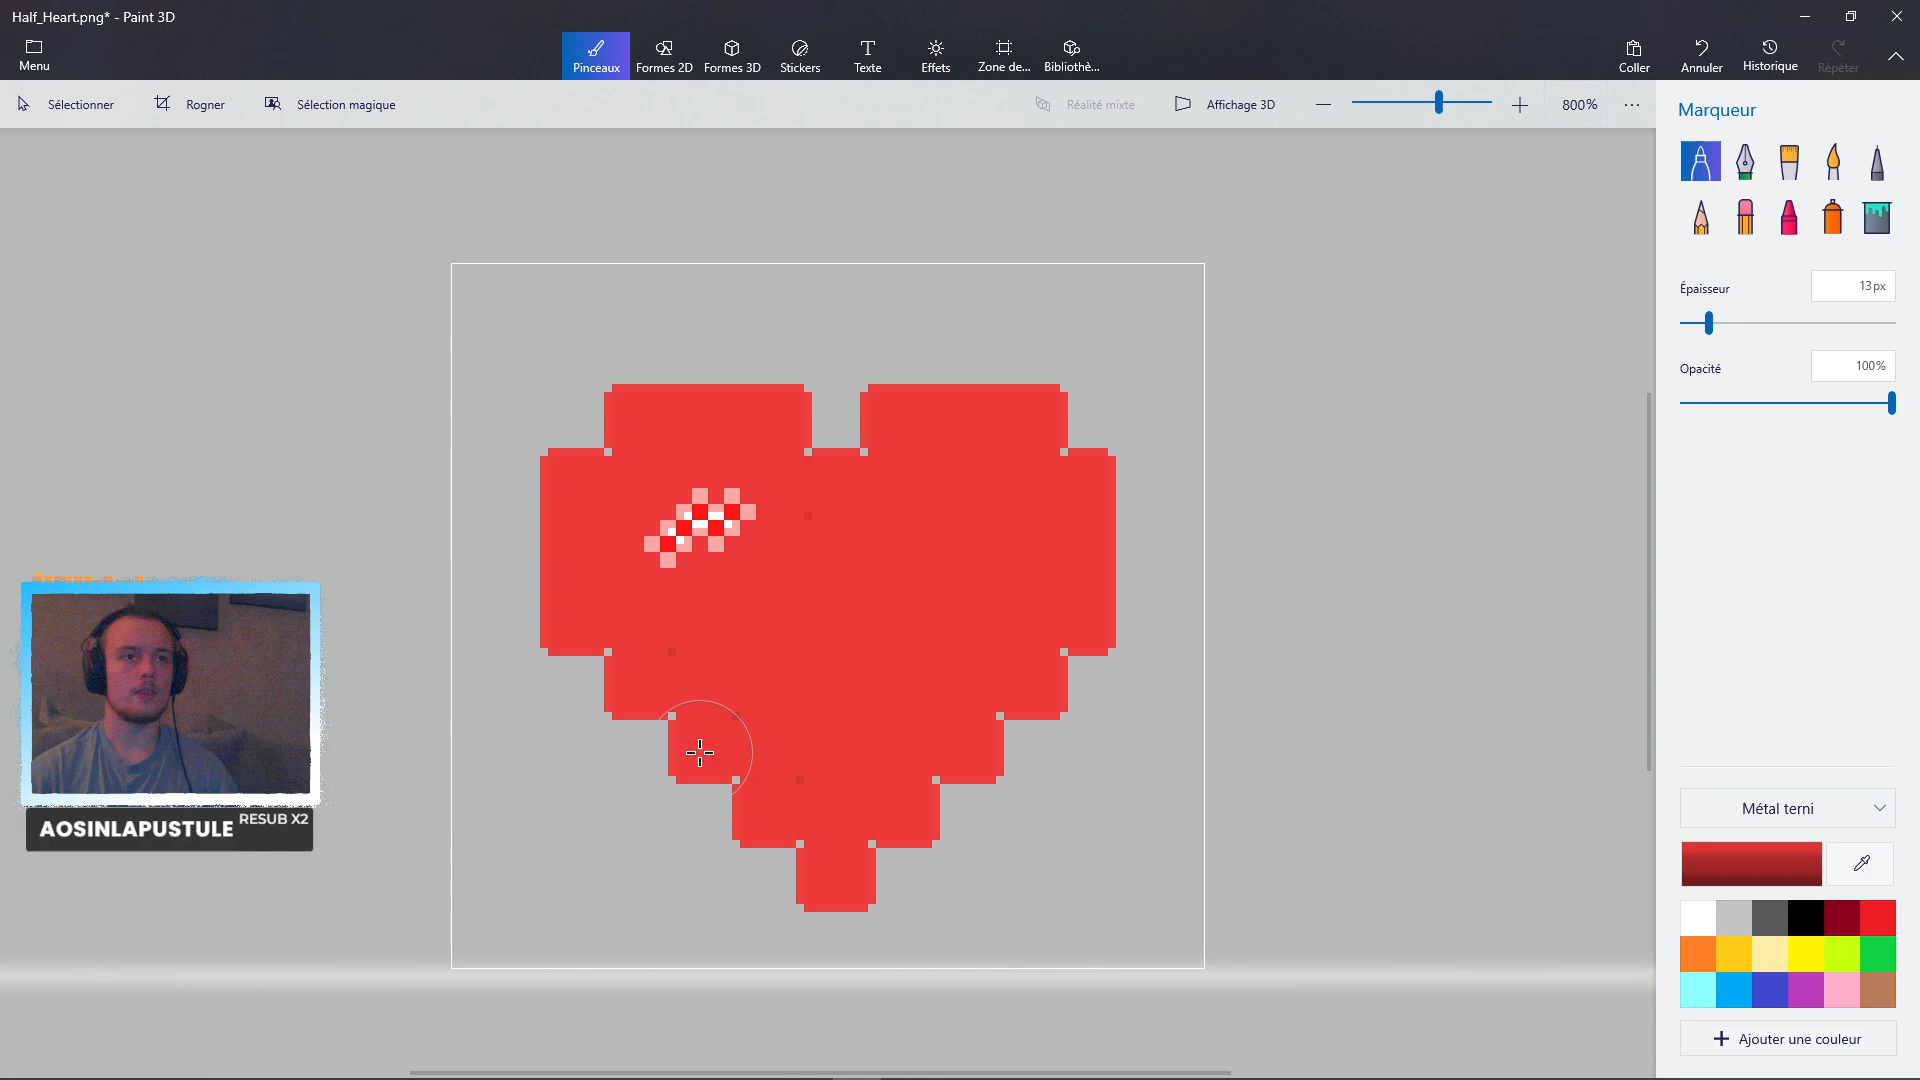 Half_Heart.png* - Paint 3D
Menu
Pinceaux
Formes 2D
Formes 3D
Stickers
Texte
Effets
Zone de...
Bibliothè...
Coller
Annuler
Historique
Répéter
Sélectionner
Rogner
Sélection magique
Réalité mixte
Affichage 3D
800%
Marqueur
Épaisseur
13px
Opacité
100%
AOSINLAPUSTULE RESUB X2
Métal terni
Ajouter une couleur